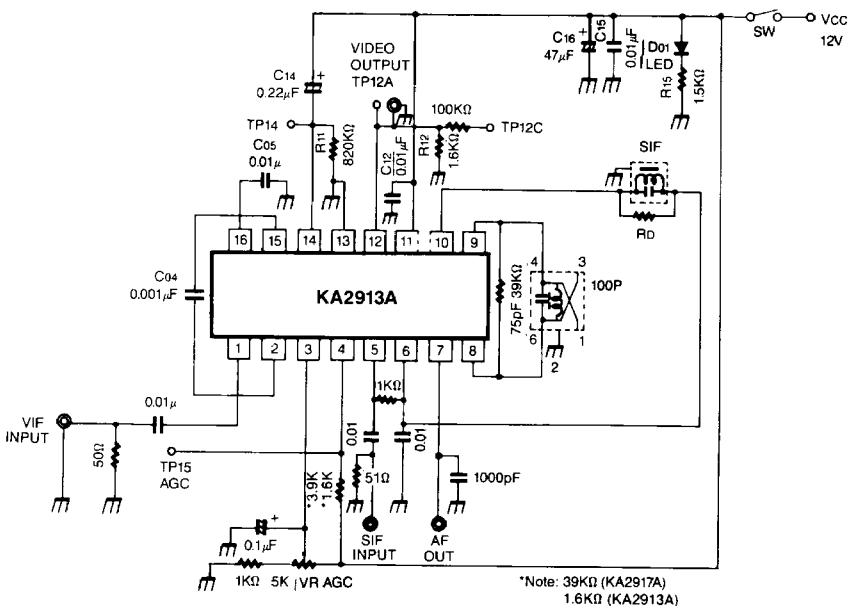 C14
0.22μF
VIDEO
OUTPUT
TP12A
C16
47μF
C15
0.01μF
D01
LED
R15
1.5KΩ
SW
VCC
12V
TP14
R11
820KΩ
C12
0.01μF
R12
1.6KΩ
100KΩ
TP12C
SIF
RD
C05
0.01μ
16 15 14 13 12 11 10 9
C04
0.001μF
KA2913A
75pF 39KΩ
4 3
100P
6 1
2
1 2 3 4 5 6 7 8
1KΩ
VIF
INPUT
0.01μ
50Ω
TP15
AGC
*3.9K
*1.6K
0.01
51Ω
0.01
1000pF
0.1μF
SIF
INPUT
AF
OUT
1KΩ 5K VR AGC
*Note: 39KΩ (KA2917A)
1.6KΩ (KA2913A)